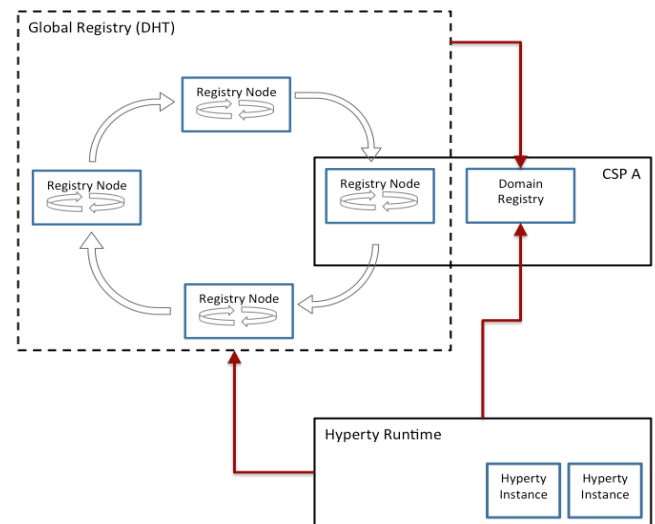 Global Registry (DHT)
Registry Node
Registry Node
Registry Node
CSP A
Domain
Registry
Registry Node
Hyperty Runtime
Hyperty
Instance
Hyperty
Instance